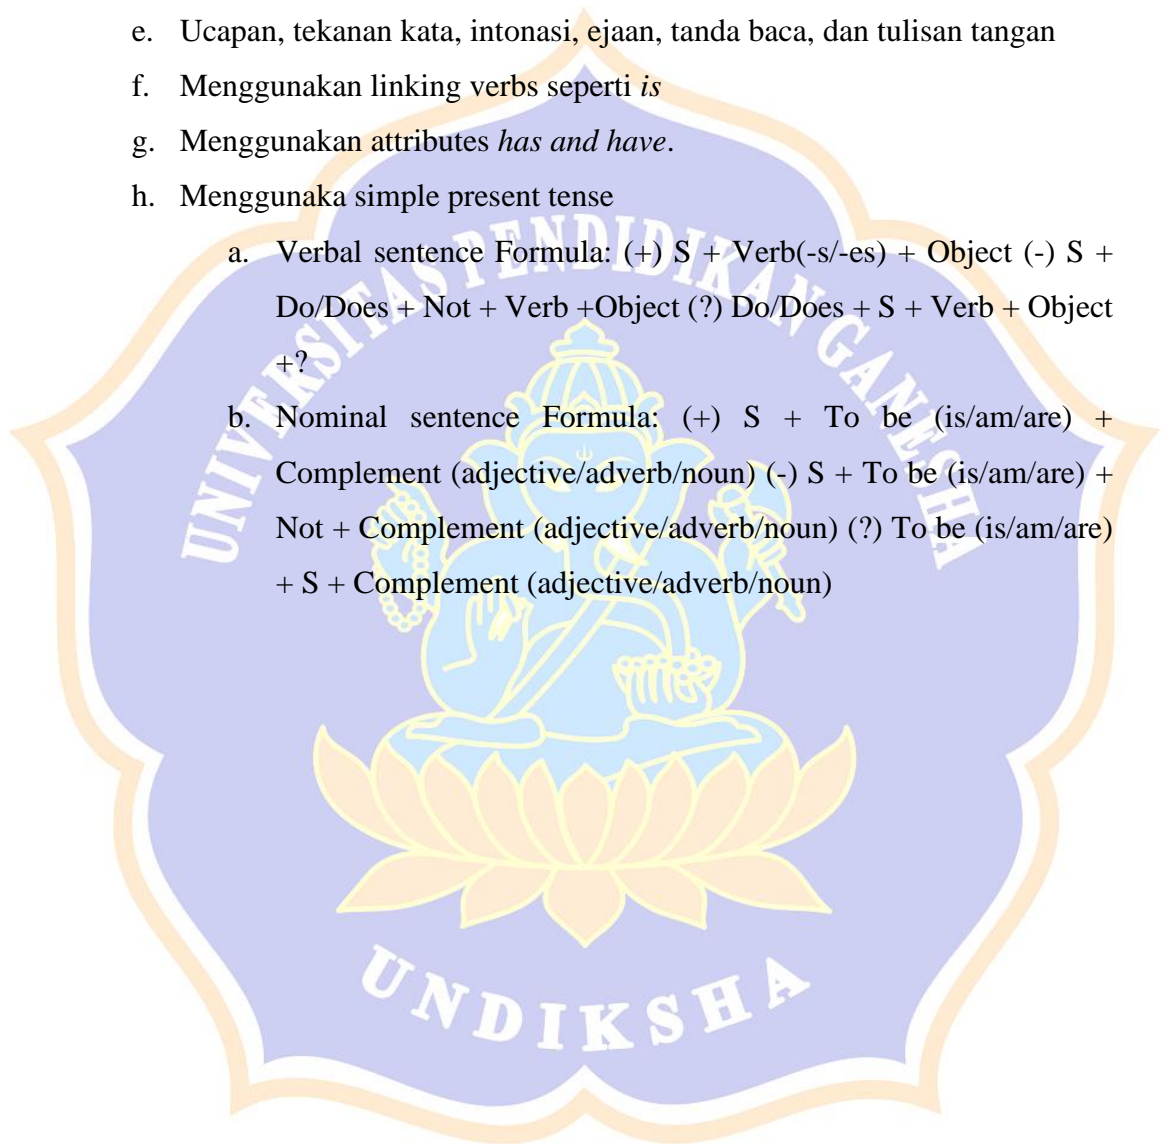 e. Ucapan, tekanan kata, intonasi, ejaan, tanda baca, dan tulisan tangan
f. Menggunakan linking verbs seperti is
g. Menggunakan attributes has and have.
h. Menggunaka simple present tense
a. Verbal sentence Formula: (+) S + Verb(-s/-es) + Object (-) S +
Do/Does + Not + Verb +Object (?) Do/Does + S + Verb + Object
+?
b. Nominal sentence Formula: (+) S + To be (is/am/are) +
Complement (adjective/adverb/noun) (-) S + To be (is/am/are) +
Not + Complement (adjective/adverb/noun) (?) To be (is/am/are)
+ S + Complement (adjective/adverb/noun)
UNIVERSITAS PENDIDIKAN GANESHA
UNDIKSHA